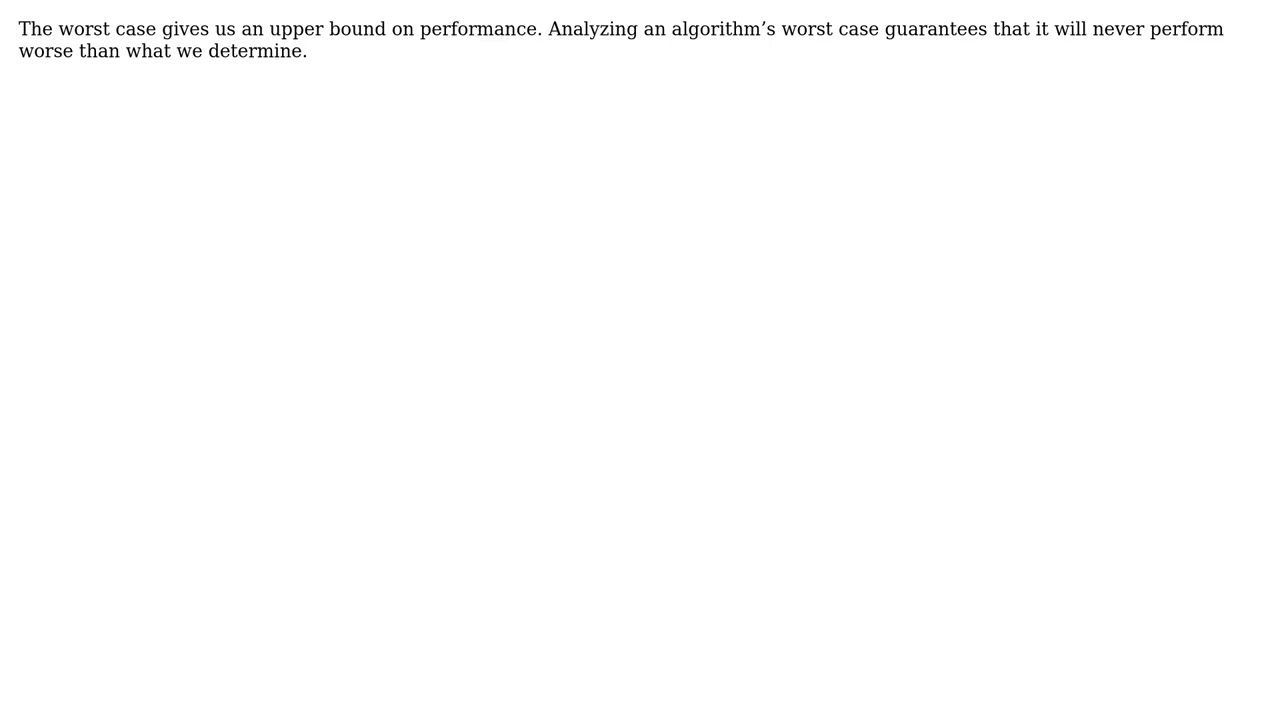 The worst case gives us an upper bound on performance. Analyzing an algorithm’s worst case guarantees that it will never perform
worse than what we determine.